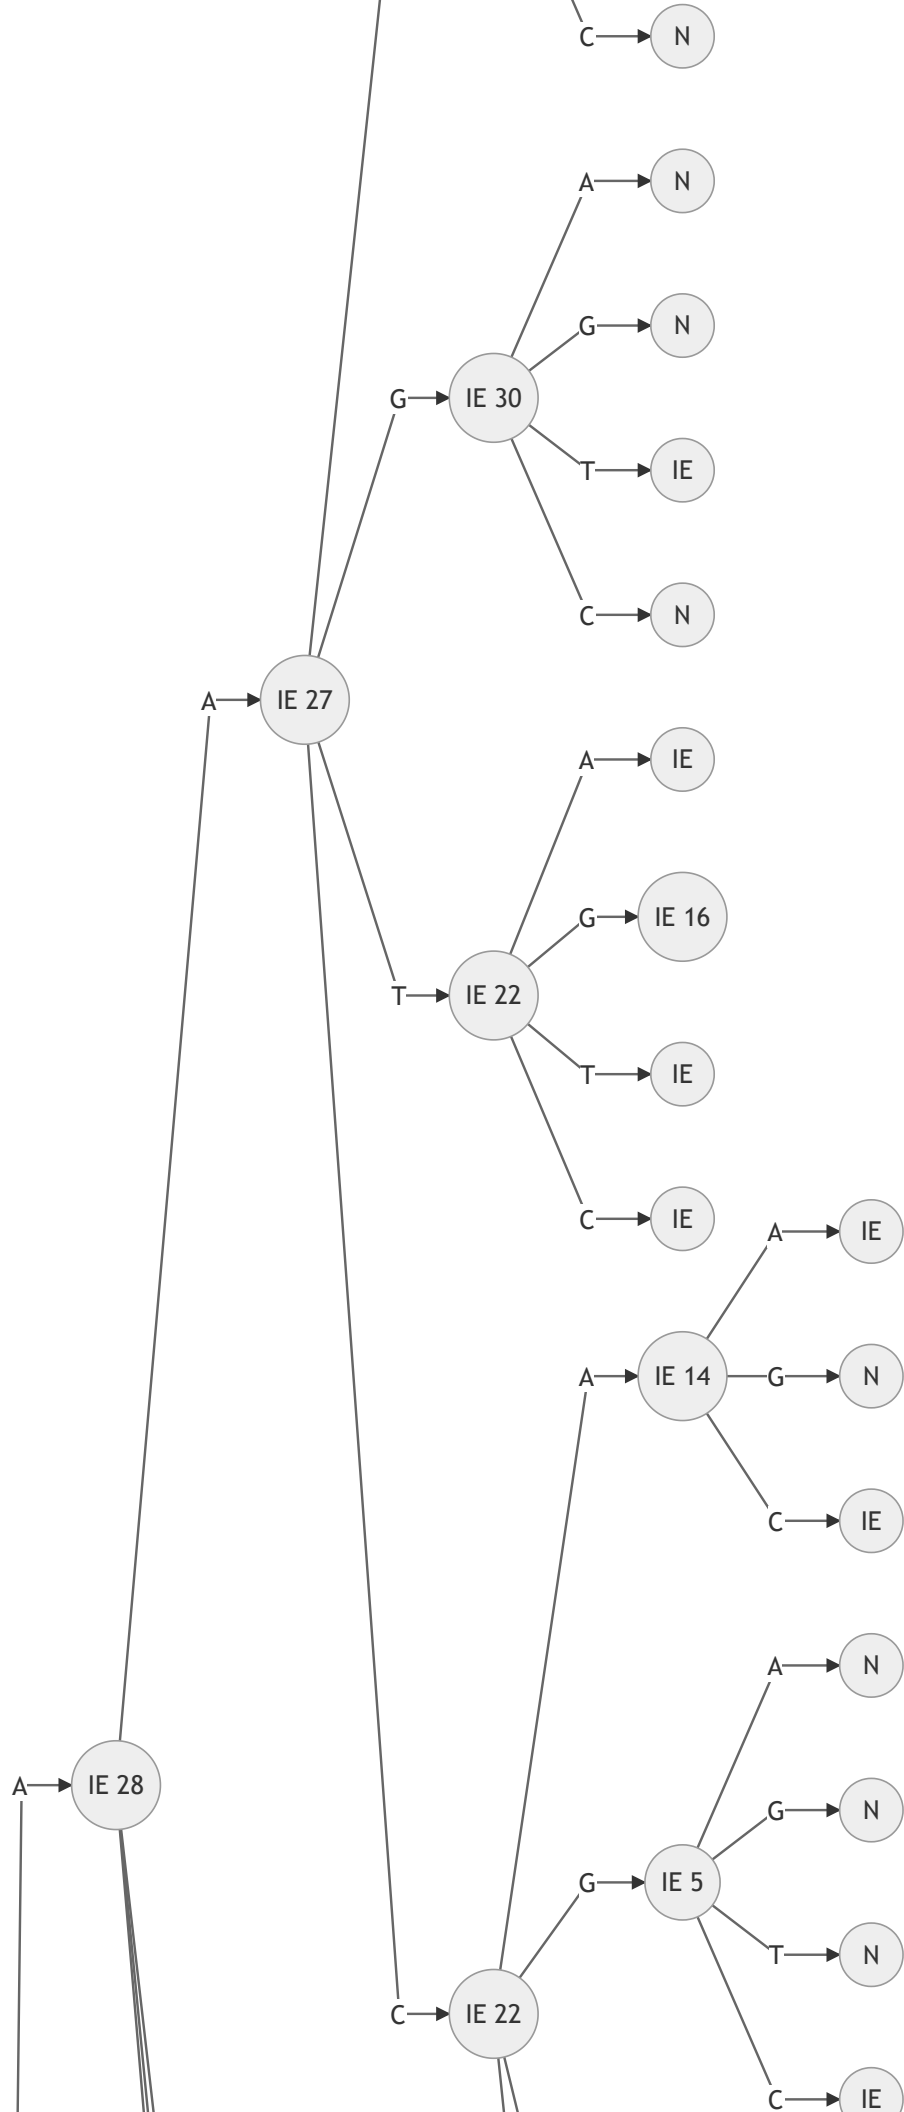 C N
A N
G N
G IE 30
T IE
C N
A IE 27
A IE
G IE 16
T IE 22
T IE
C IE
A IE
A IE 14 G N
C IE
A N
A IE 28
G N
G IE 5
T N
C IE 22
C IE